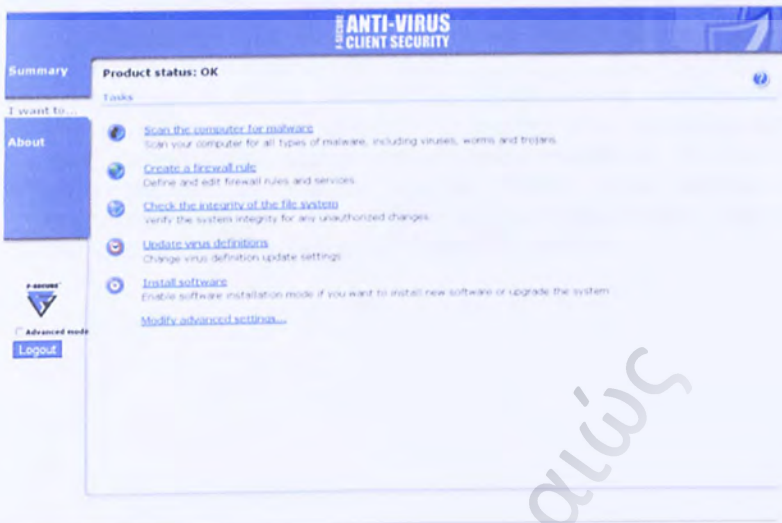 F-SECURE ANTI-VIRUS
CLIENT SECURITY
Summary
I want to...
About
Product status: OK
Tasks
Scan the computer for malware
Scan your computer for all types of malware, including viruses, worms and trojans.
Create a firewall rule
Define and edit firewall rules and services.
Check the integrity of the file system
Verify the system integrity for any unauthorized changes.
Update virus definitions
Change virus definition update settings
Install software
Enable software installation mode if you want to install new software or upgrade the system
Modify advanced settings...
F-SECURE
Advanced mode
Logout
αιώς